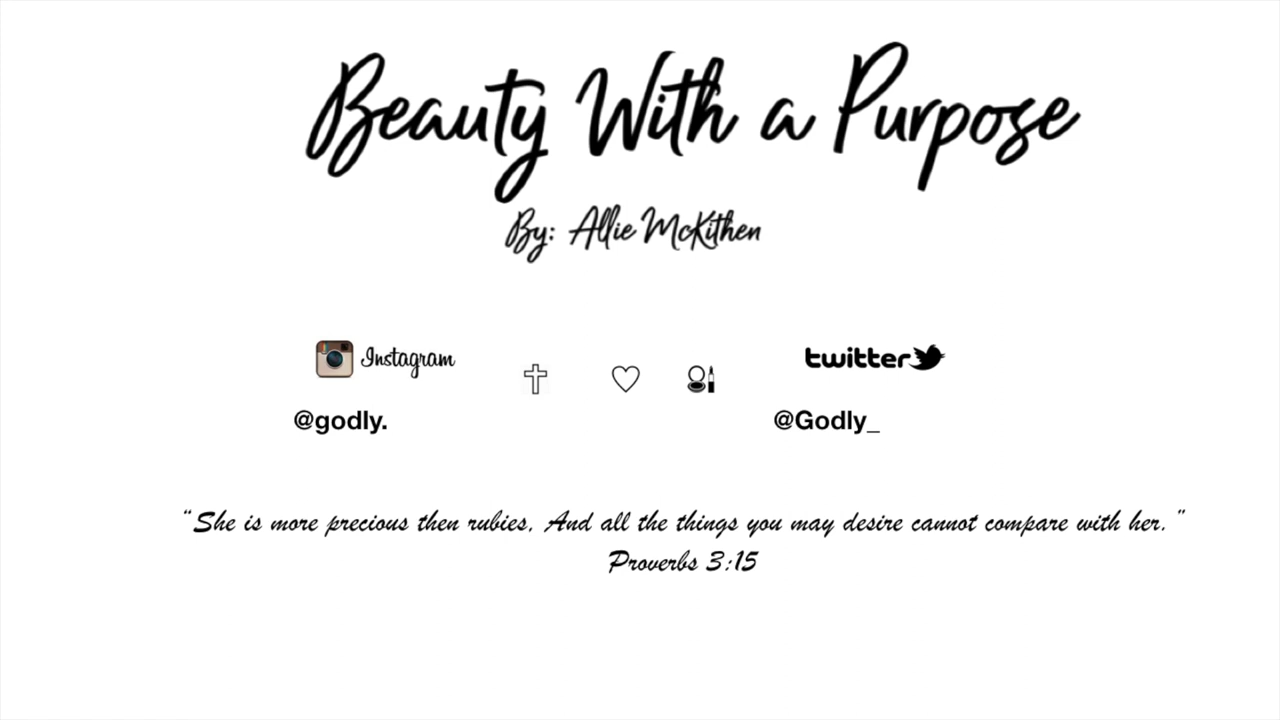 Beauty With a Purpose
By: Allie McKithen
Instagram
twitter
@godly.
@Godly_
“She is more precious then rubies, And all the things you may desire cannot compare with her.”
Proverbs 3:15